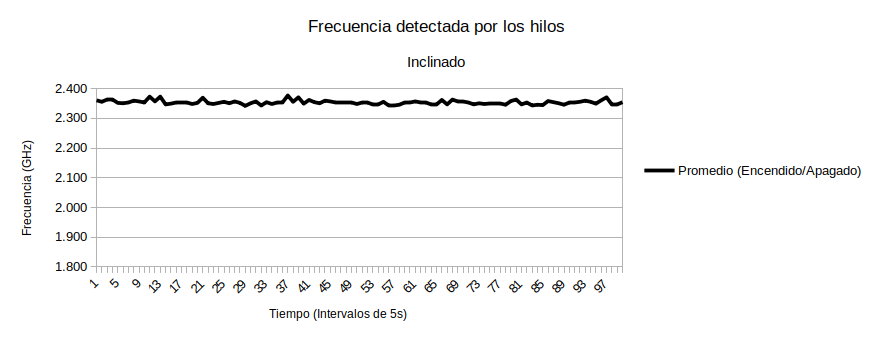 Frecuencia detectada por los hilos
Inclinado
2.400
2.300
2.200
2.100
2.000
1.900
1.800
Frecuencia (GHz)
1 5 9 13 17 21 25 29 33 37 41 45 49 53 57 61 65 69 73 77 81 85 89 93 97
Tiempo (Intervalos de 5s)
Promedio (Encendido/Apagado)